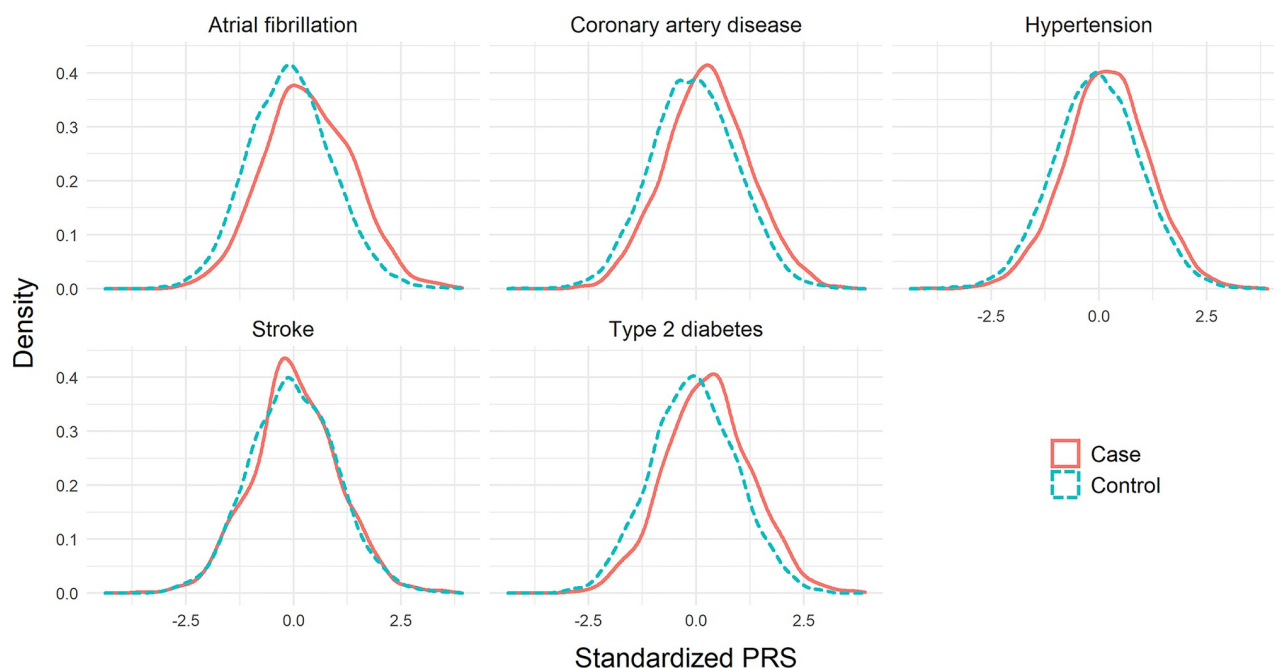 Atrial fibrillation
Coronary artery disease
Hypertension
0.4
0.3
0.2
0.1
0.0
-2.5 0.0 2.5
Stroke
Type 2 diabetes
0.4
0.3
0.2
0.1
0.0
-2.5 0.0 2.5
-2.5 0.0 2.5
Density
Standardized PRS
Case
Control